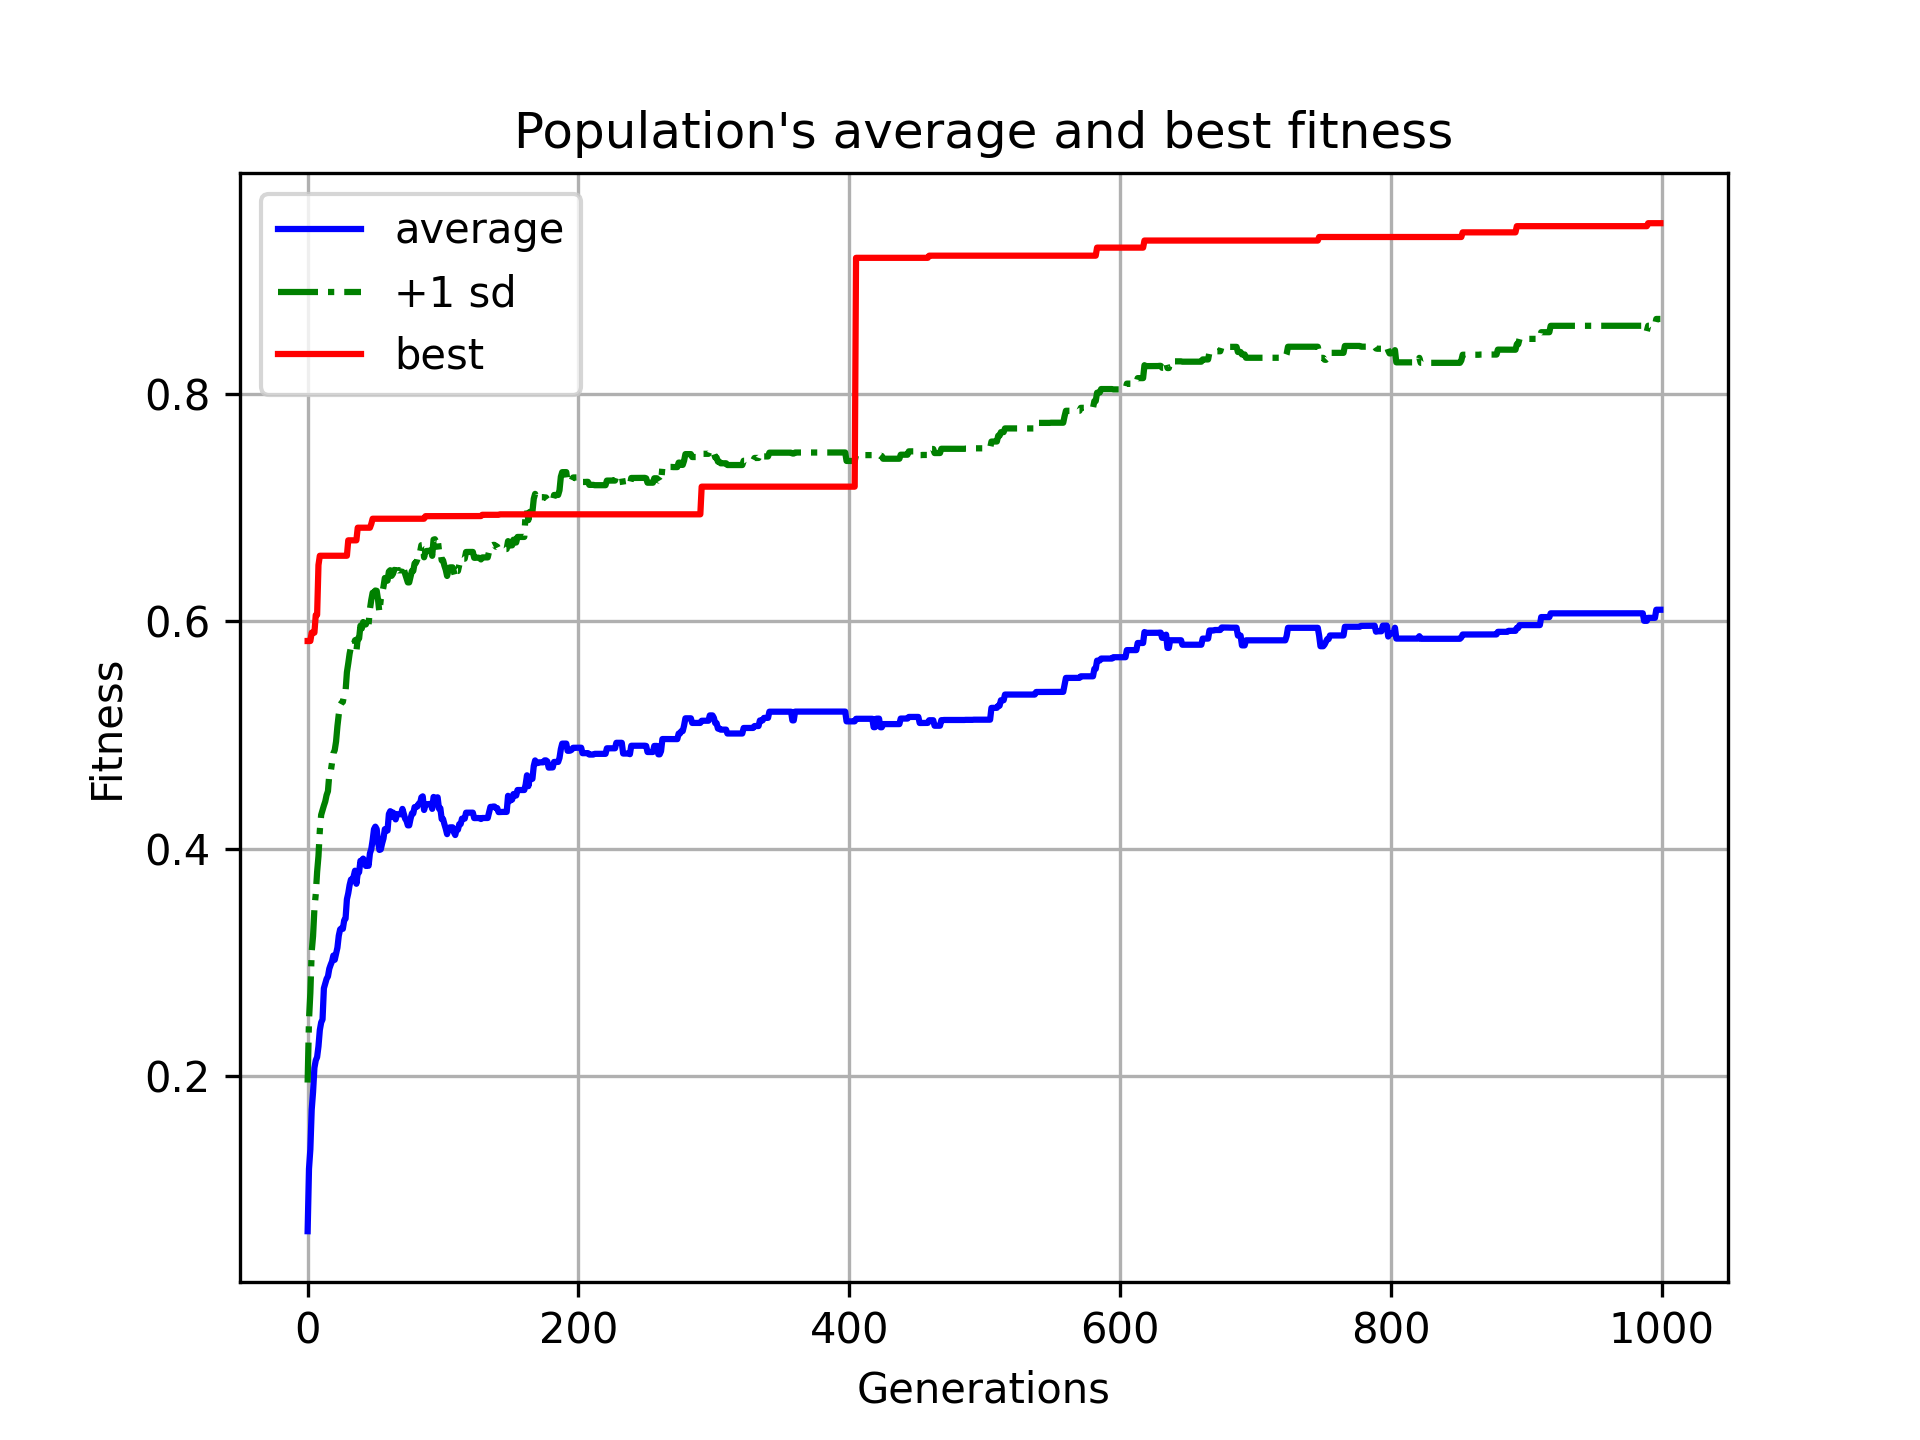 Population's average and best fitness
average
+1 sd
best
0.8
0.6
0.4
0.2
Fitness
0 200 400 600 800 1000
Generations